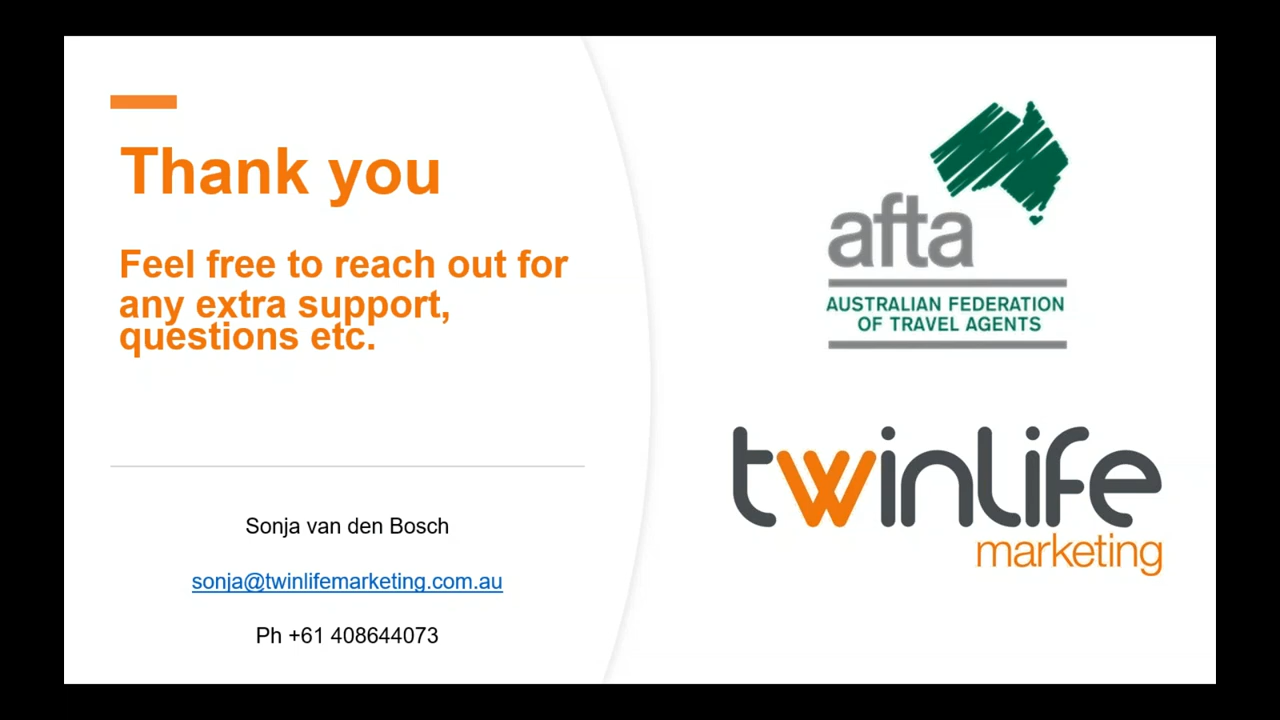 Thank you
Feel free to reach out for
any extra support,
questions etc.
Sonja van den Bosch
sonja@twinlifemarketing.com.au
Ph +61 408644073
afta
AUSTRALIAN FEDERATION
OF TRAVEL AGENTS
twinlife
marketing